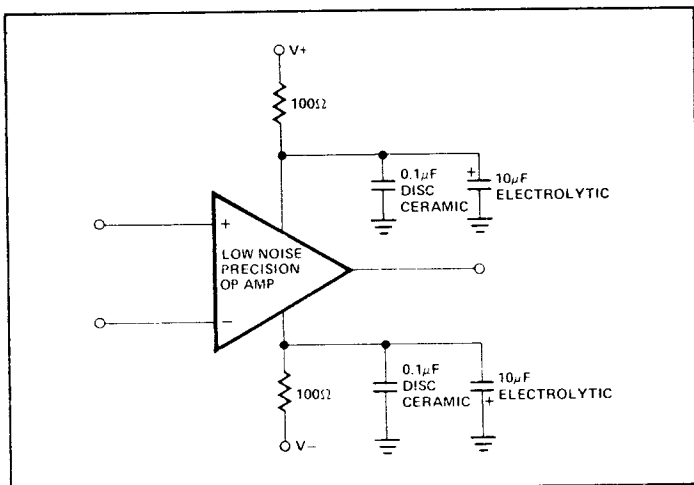 V+
100Ω
0.1μF
DISC
CERAMIC
+
10μF
ELECTROLYTIC
+
LOW NOISE
PRECISION
OP AMP
−
0.1μF
DISC
CERAMIC
10μF
ELECTROLYTIC
+
100Ω
V−